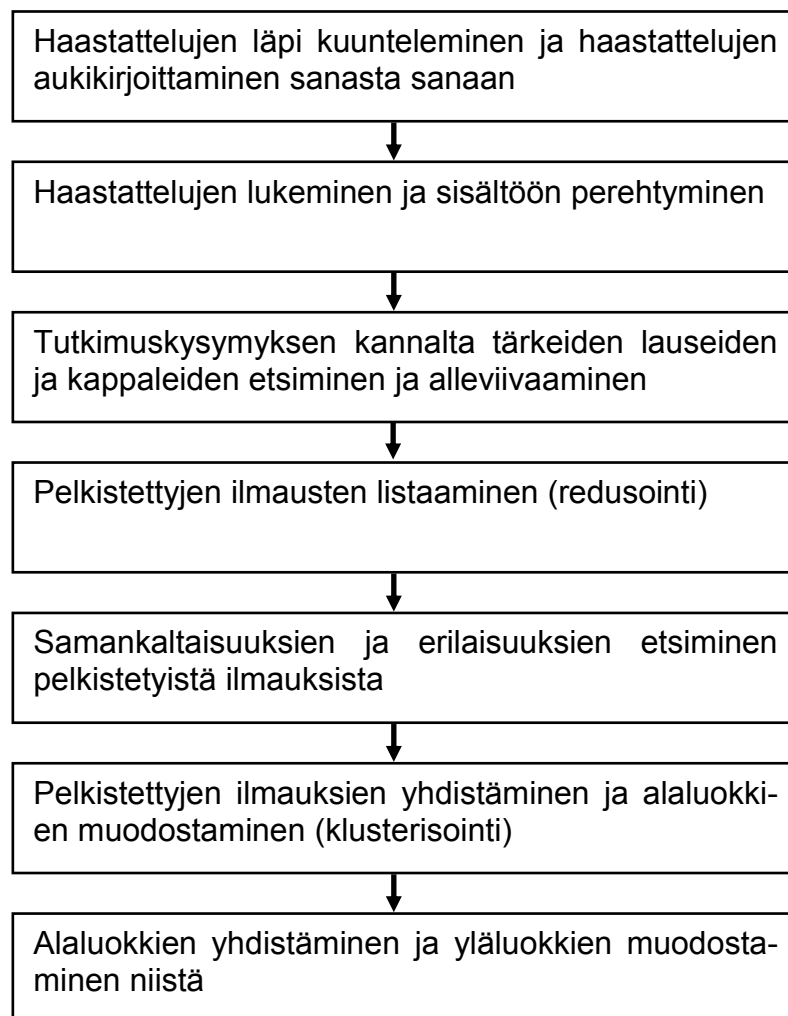 Haastattelujen läpi kuunteleminen ja haastattelujen
aukikirjoittaminen sanasta sanaan
Haastattelujen lukeminen ja sisältöön perehtyminen
Tutkimuskysymyksen kannalta tärkeiden lauseiden
ja kappaleiden etsiminen ja alleviivaaminen
Pelkistettyjen ilmausten listaaminen (redusointi)
Samankaltaisuuksien ja erilaisuuksien etsiminen
pelkistetyistä ilmauksista
Pelkistettyjen ilmauksien yhdistäminen ja alaluokki-
en muodostaminen (klusterisointi)
Alaluokkien yhdistäminen ja yläluokkien muodosta-
minen niistä